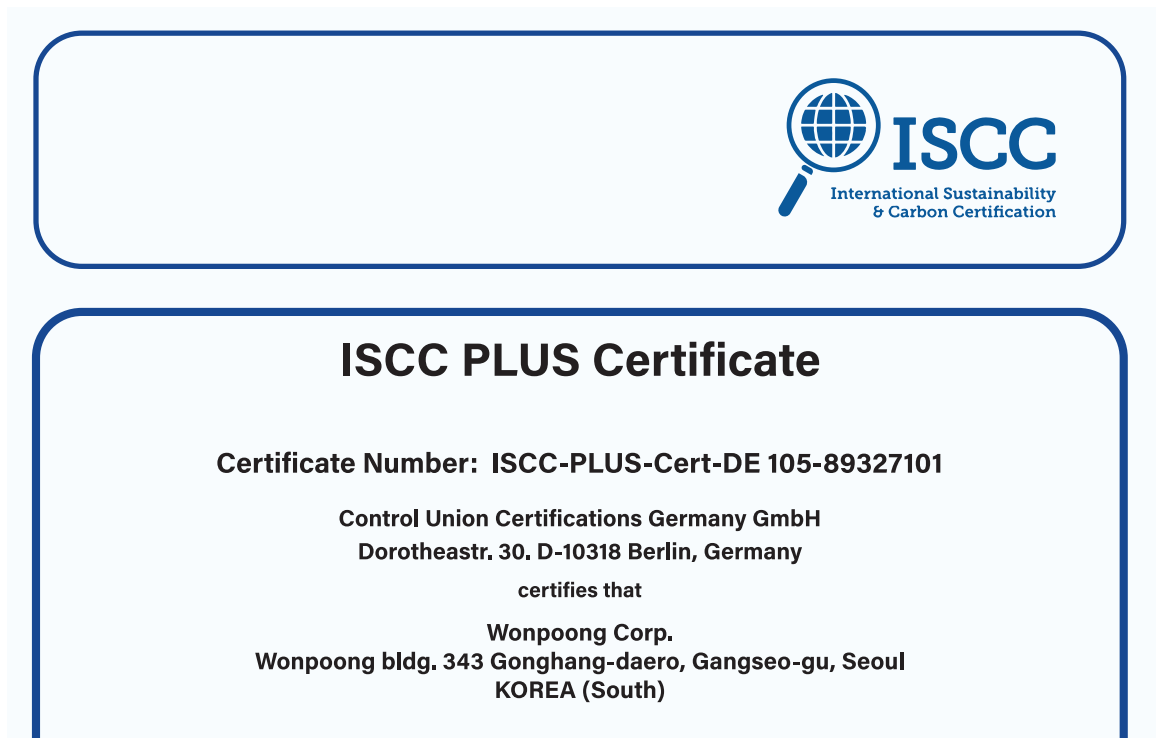 ISCC
International Sustainability
& Carbon Certification
ISCC PLUS Certificate
Certificate Number: ISCC-PLUS-Cert-DE 105-89327101
Control Union Certifications Germany GmbH
Dorotheastr. 30. D-10318 Berlin, Germany
certifies that
Wonpoong Corp.
Wonpoong bldg. 343 Gonghang-daero, Gangseo-gu, Seoul
KOREA (South)